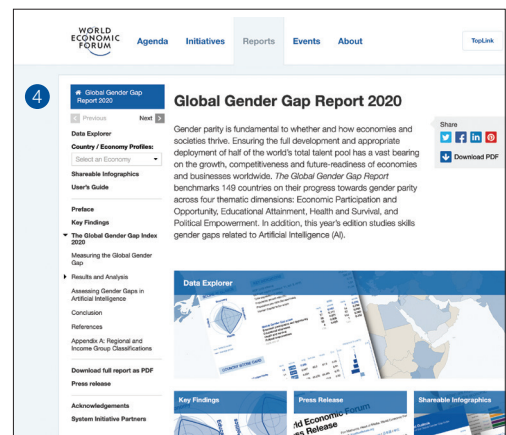 WORLD
ECONOMIC
FORUM
Agenda
Initiatives
Reports
Events
About
TopLink
4
Global Gender Gap
Report 2020
Previous
Next
Data Explorer
Country / Economy Profiles:
Select an Economy
Shareable Infographics
User's Guide
Preface
Key Findings
The Global Gender Gap Index
2020
Measuring the Global Gender
Gap
Results and Analysis
Assessing Gender Gaps in
Artificial Intelligence
Conclusion
References
Appendix A: Regional and
Income Group Classifications
Download full report as PDF
Press release
Acknowledgements
System Initiative Partners
Global Gender Gap Report 2020
Gender parity is fundamental to whether and how economies and
societies thrive. Ensuring the full development and appropriate
deployment of half of the world's total talent pool has a vast bearing
on the growth, competitiveness and future-readiness of economies
and businesses worldwide. The Global Gender Gap Report
benchmarks 149 countries on their progress towards gender parity
across four thematic dimensions: Economic Participation and
Opportunity, Educational Attainment, Health and Survival, and
Political Empowerment. In addition, this year's edition studies skills
gender gaps related to Artificial Intelligence (AI).
Share
Download PDF
Data Explorer
COUNTRY SCORE CARD
Key Findings
Press Release
Shareable Infographics